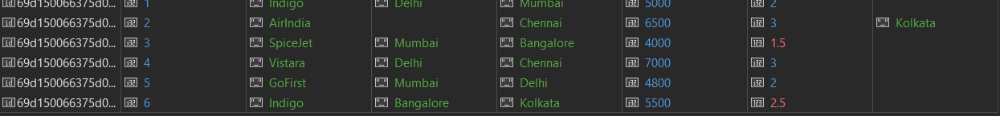 69d150066375d0... 1 Indigo Delhi Mumbai 5000 2
69d150066375d0... 2 AirIndia Chennai 6500 3 Kolkata
69d150066375d0... 3 SpiceJet Mumbai Bangalore 4000 1.5
69d150066375d0... 4 Vistara Delhi Chennai 7000 3
69d150066375d0... 5 GoFirst Mumbai Delhi 4800 2
69d150066375d0... 6 Indigo Bangalore Kolkata 5500 2.5